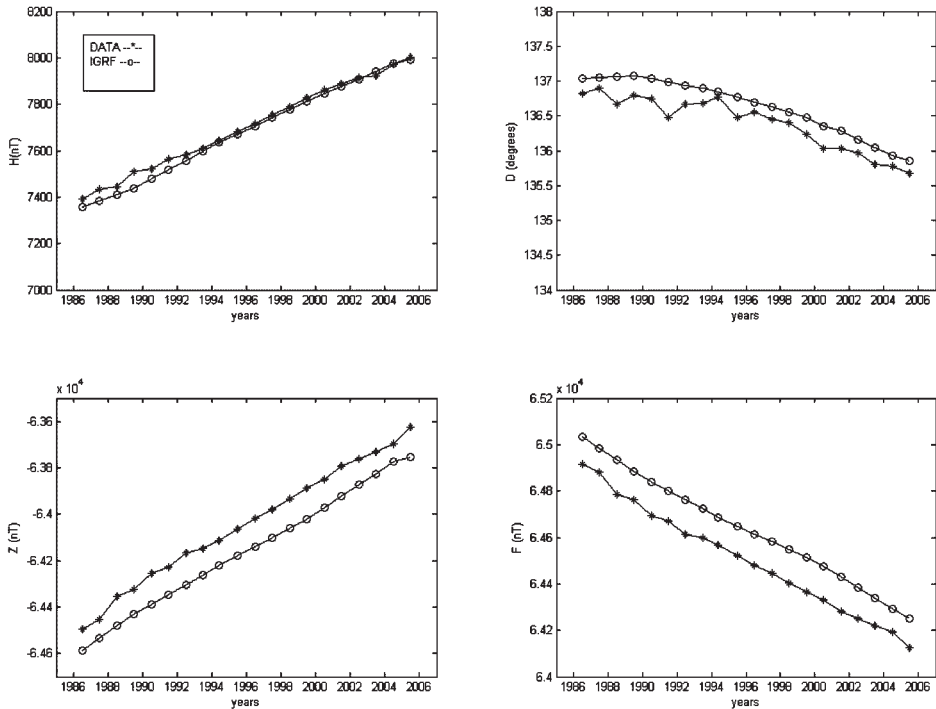 8200
8000
7800
7600
7400
7200
7000
H(nT)
DATA --*--
IGRF --o--
1986 1988 1990 1992 1994 1996 1998 2000 2002 2004 2006
years
138
137.5
137
136.5
136
135.5
135
134.5
134
D (degrees)
1986 1988 1990 1992 1994 1996 1998 2000 2002 2004 2006
years
x 10^4
-6.36
-6.38
-6.4
-6.42
-6.44
-6.46
Z (nT)
1986 1988 1990 1992 1994 1996 1998 2000 2002 2004 2006
years
x 10^4
6.52
6.5
6.48
6.46
6.44
6.42
6.4
F (nT)
1986 1988 1990 1992 1994 1996 1998 2000 2002 2004 2006
years